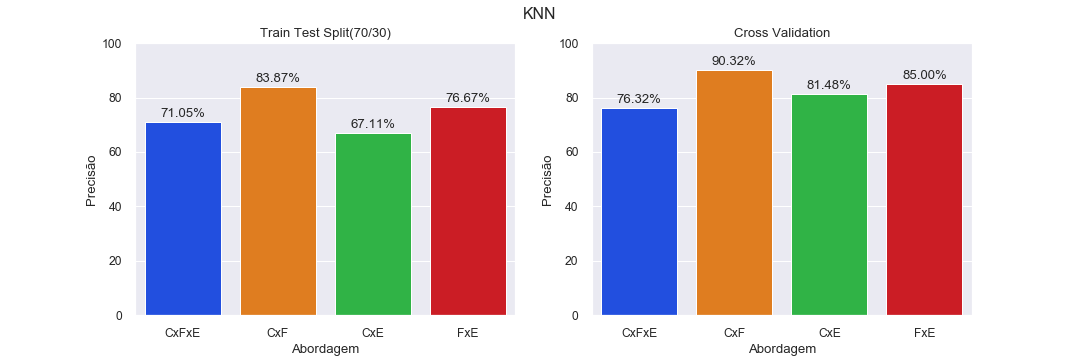 KNN
Train Test Split(70/30)
Precisão
100
80
60
40
20
0
71.05%
83.87%
67.11%
76.67%
CxFxE
CxF
CxE
FxE
Abordagem
Cross Validation
Precisão
100
80
60
40
20
0
76.32%
90.32%
81.48%
85.00%
CxFxE
CxF
CxE
FxE
Abordagem